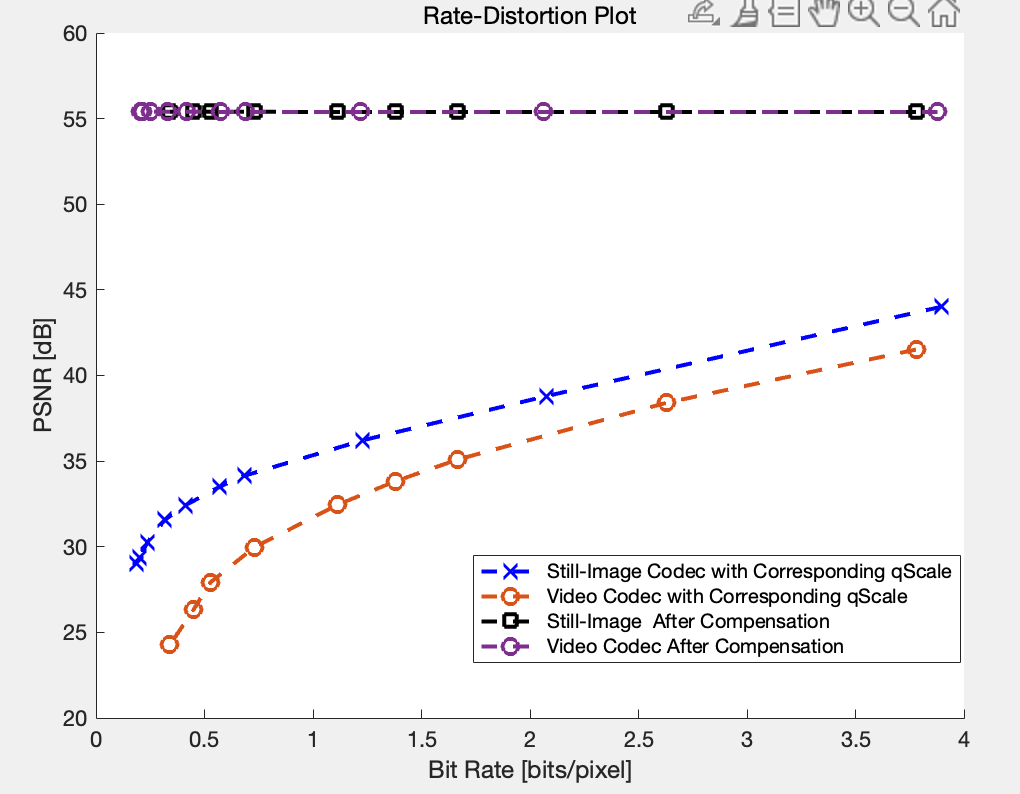 Rate-Distortion Plot
60
55
50
45
40
35
30
25
20
PSNR [dB]
Still-Image Codec with Corresponding qScale
Video Codec with Corresponding qScale
Still-Image  After Compensation
Video Codec After Compensation
0 0.5 1 1.5 2 2.5 3 3.5 4
Bit Rate [bits/pixel]